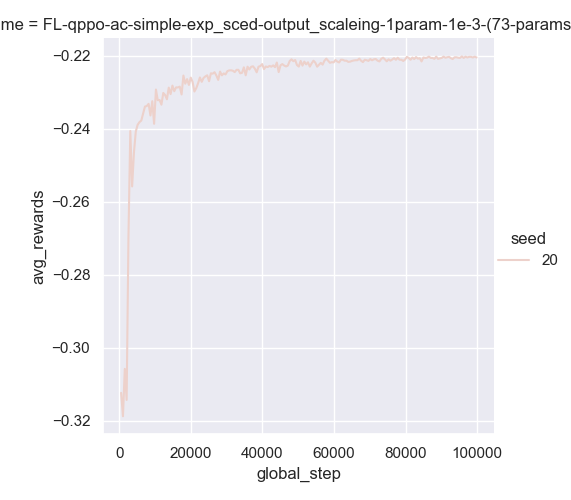 me = FL-qppo-ac-simple-exp_sced-output_scaleing-1param-1e-3-(73-params
−0.22
−0.24
−0.26
−0.28
−0.30
−0.32
avg_rewards
0 20000 40000 60000 80000 100000
global_step
seed
20